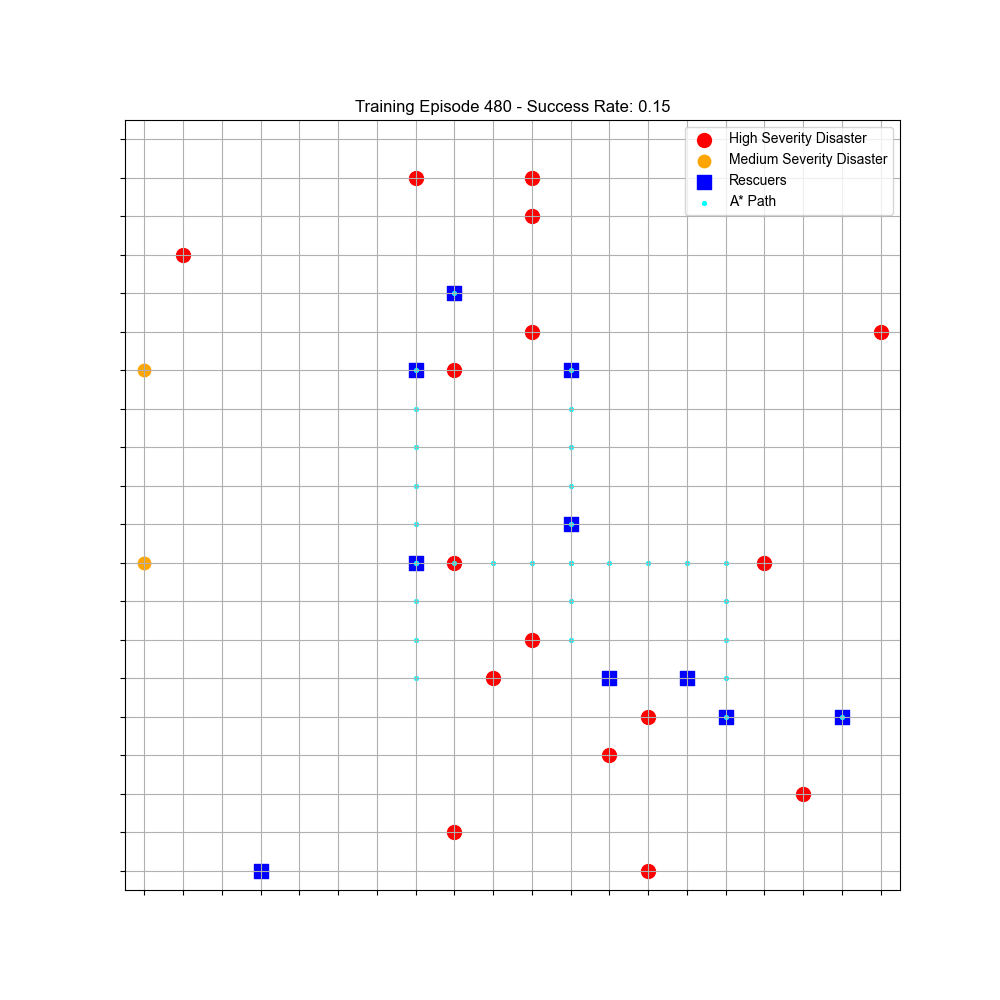 Training Episode 480 - Success Rate: 0.15
High Severity Disaster
Medium Severity Disaster
Rescuers
A* Path